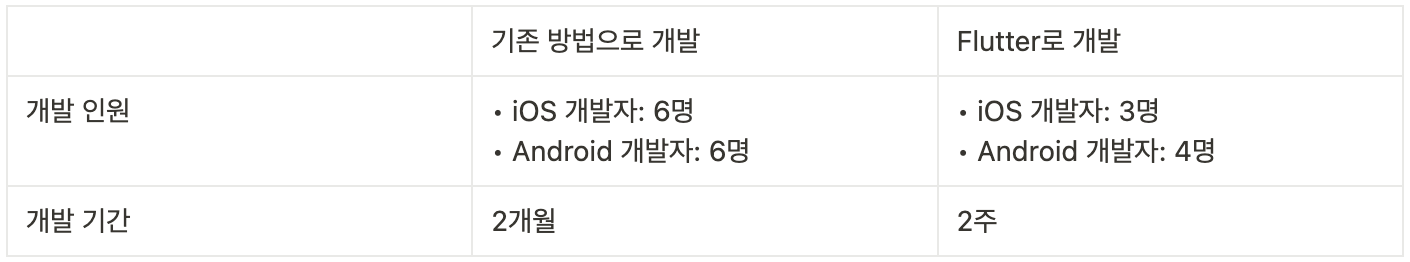 기존 방법으로 개발
Flutter로 개발
개발 인원
• iOS 개발자: 6명
• Android 개발자: 6명
• iOS 개발자: 3명
• Android 개발자: 4명
개발 기간
2개월
2주